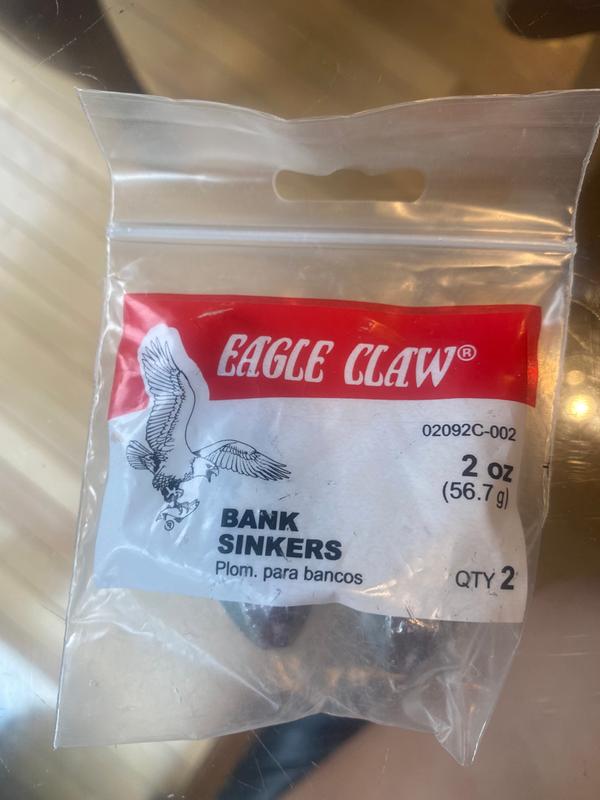 EAGLE CLAW®
02092C-002
2 oz
(56.7 g)
®
BANK
SINKERS
Plom. para bancos
QTY 2